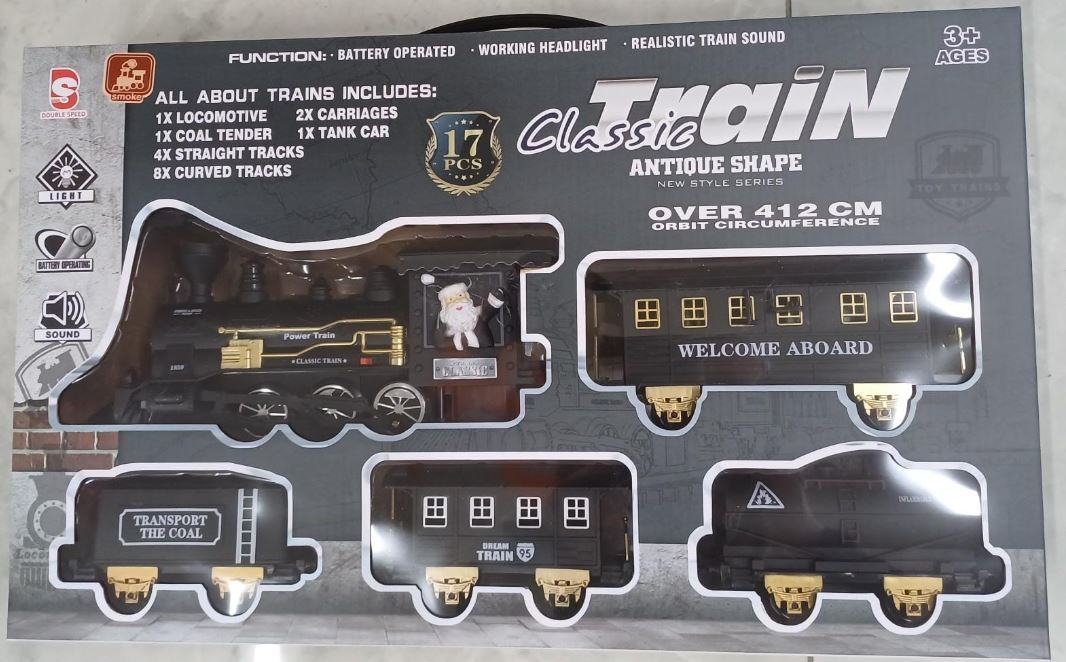 FUNCTION: · BATTERY OPERATED · WORKING HEADLIGHT · REALISTIC TRAIN SOUND
3+
AGES
S
DOUBLE SPEED
smoke
ALL ABOUT TRAINS INCLUDES:
1X LOCOMOTIVE 2X CARRIAGES
1X COAL TENDER 1X TANK CAR
4X STRAIGHT TRACKS
8X CURVED TRACKS
17
PCS
Classic TraiN
ANTIQUE SHAPE
NEW STYLE SERIES
OVER 412 CM
ORBIT CIRCUMFERENCE
TOY TRAINS
LIGHT
BATTERY OPERATING
SOUND
Power Train
CLASSIC TRAIN
1859
CLASSIC
WELCOME ABOARD
TRANSPORT
THE COAL
DREAM
TRAIN 95